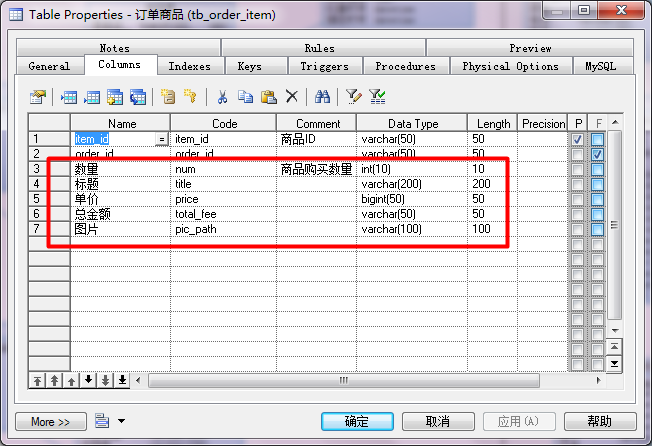 Table Properties - 订单商品 (tb_order_item)
Notes Rules Preview
General Columns Indexes Keys Triggers Procedures Physical Options MySQL
Name Code Comment Data Type Length Precision P F
1 item_id = item_id 商品ID varchar(50) 50
2 order_id order_id varchar(50) 50
3 数量 num 商品购买数量 int(10) 10
4 标题 title varchar(200) 200
5 单价 price bigint(50) 50
6 总金额 total_fee varchar(50) 50
7 图片 pic_path varchar(100) 100
More >> 确定 取消 应用(A) 帮助